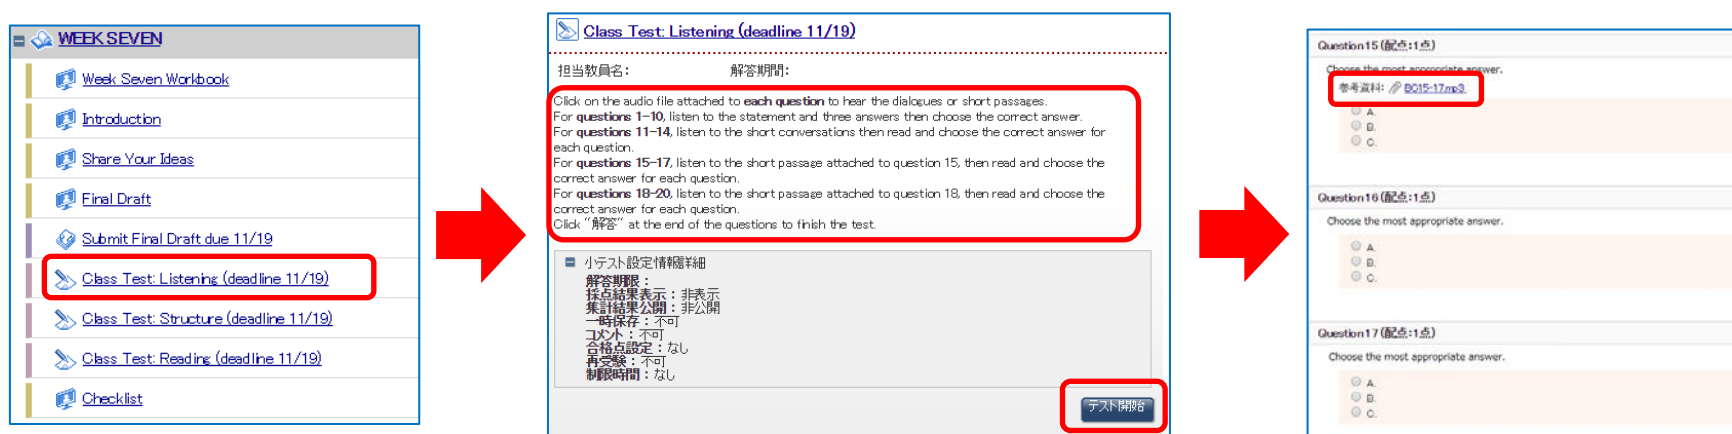 WEEK SEVEN
Week Seven Workbook
Introduction
Share Your Ideas
Final Draft
Submit Final Draft due 11/19
Class Test: Listening (deadline 11/19)
Class Test: Structure (deadline 11/19)
Class Test: Reading (deadline 11/19)
Checklist
Class Test: Listening (deadline 11/19)
担当教員名: 解答期間:
Click on the audio file attached to each question to hear the dialogues or short passages.
For questions 1-10, listen to the statement and three answers then choose the correct answer.
For questions 11-14, listen to the short conversations then read and choose the correct answer for
each question.
For questions 15-17, listen to the short passage attached to question 15, then read and choose the
correct answer for each question.
For questions 18-20, listen to the short passage attached to question 18, then read and choose the
correct answer for each question.
Click "解答" at the end of the questions to finish the test.
小テスト設定情報詳細
解答期限:
採点結果表示:非表示
集計結果公開:非公開
一時保存:不可
コメント:不可
合格点設定:なし
再受験:不可
制限時間:なし
テスト開始
Question15(配点:1点)
Choose the most appropriate answer.
参考資料: BC15-17.mp3
A.
B.
C.
Question16(配点:1点)
Choose the most appropriate answer.
A.
B.
C.
Question17(配点:1点)
Choose the most appropriate answer.
A.
B.
C.